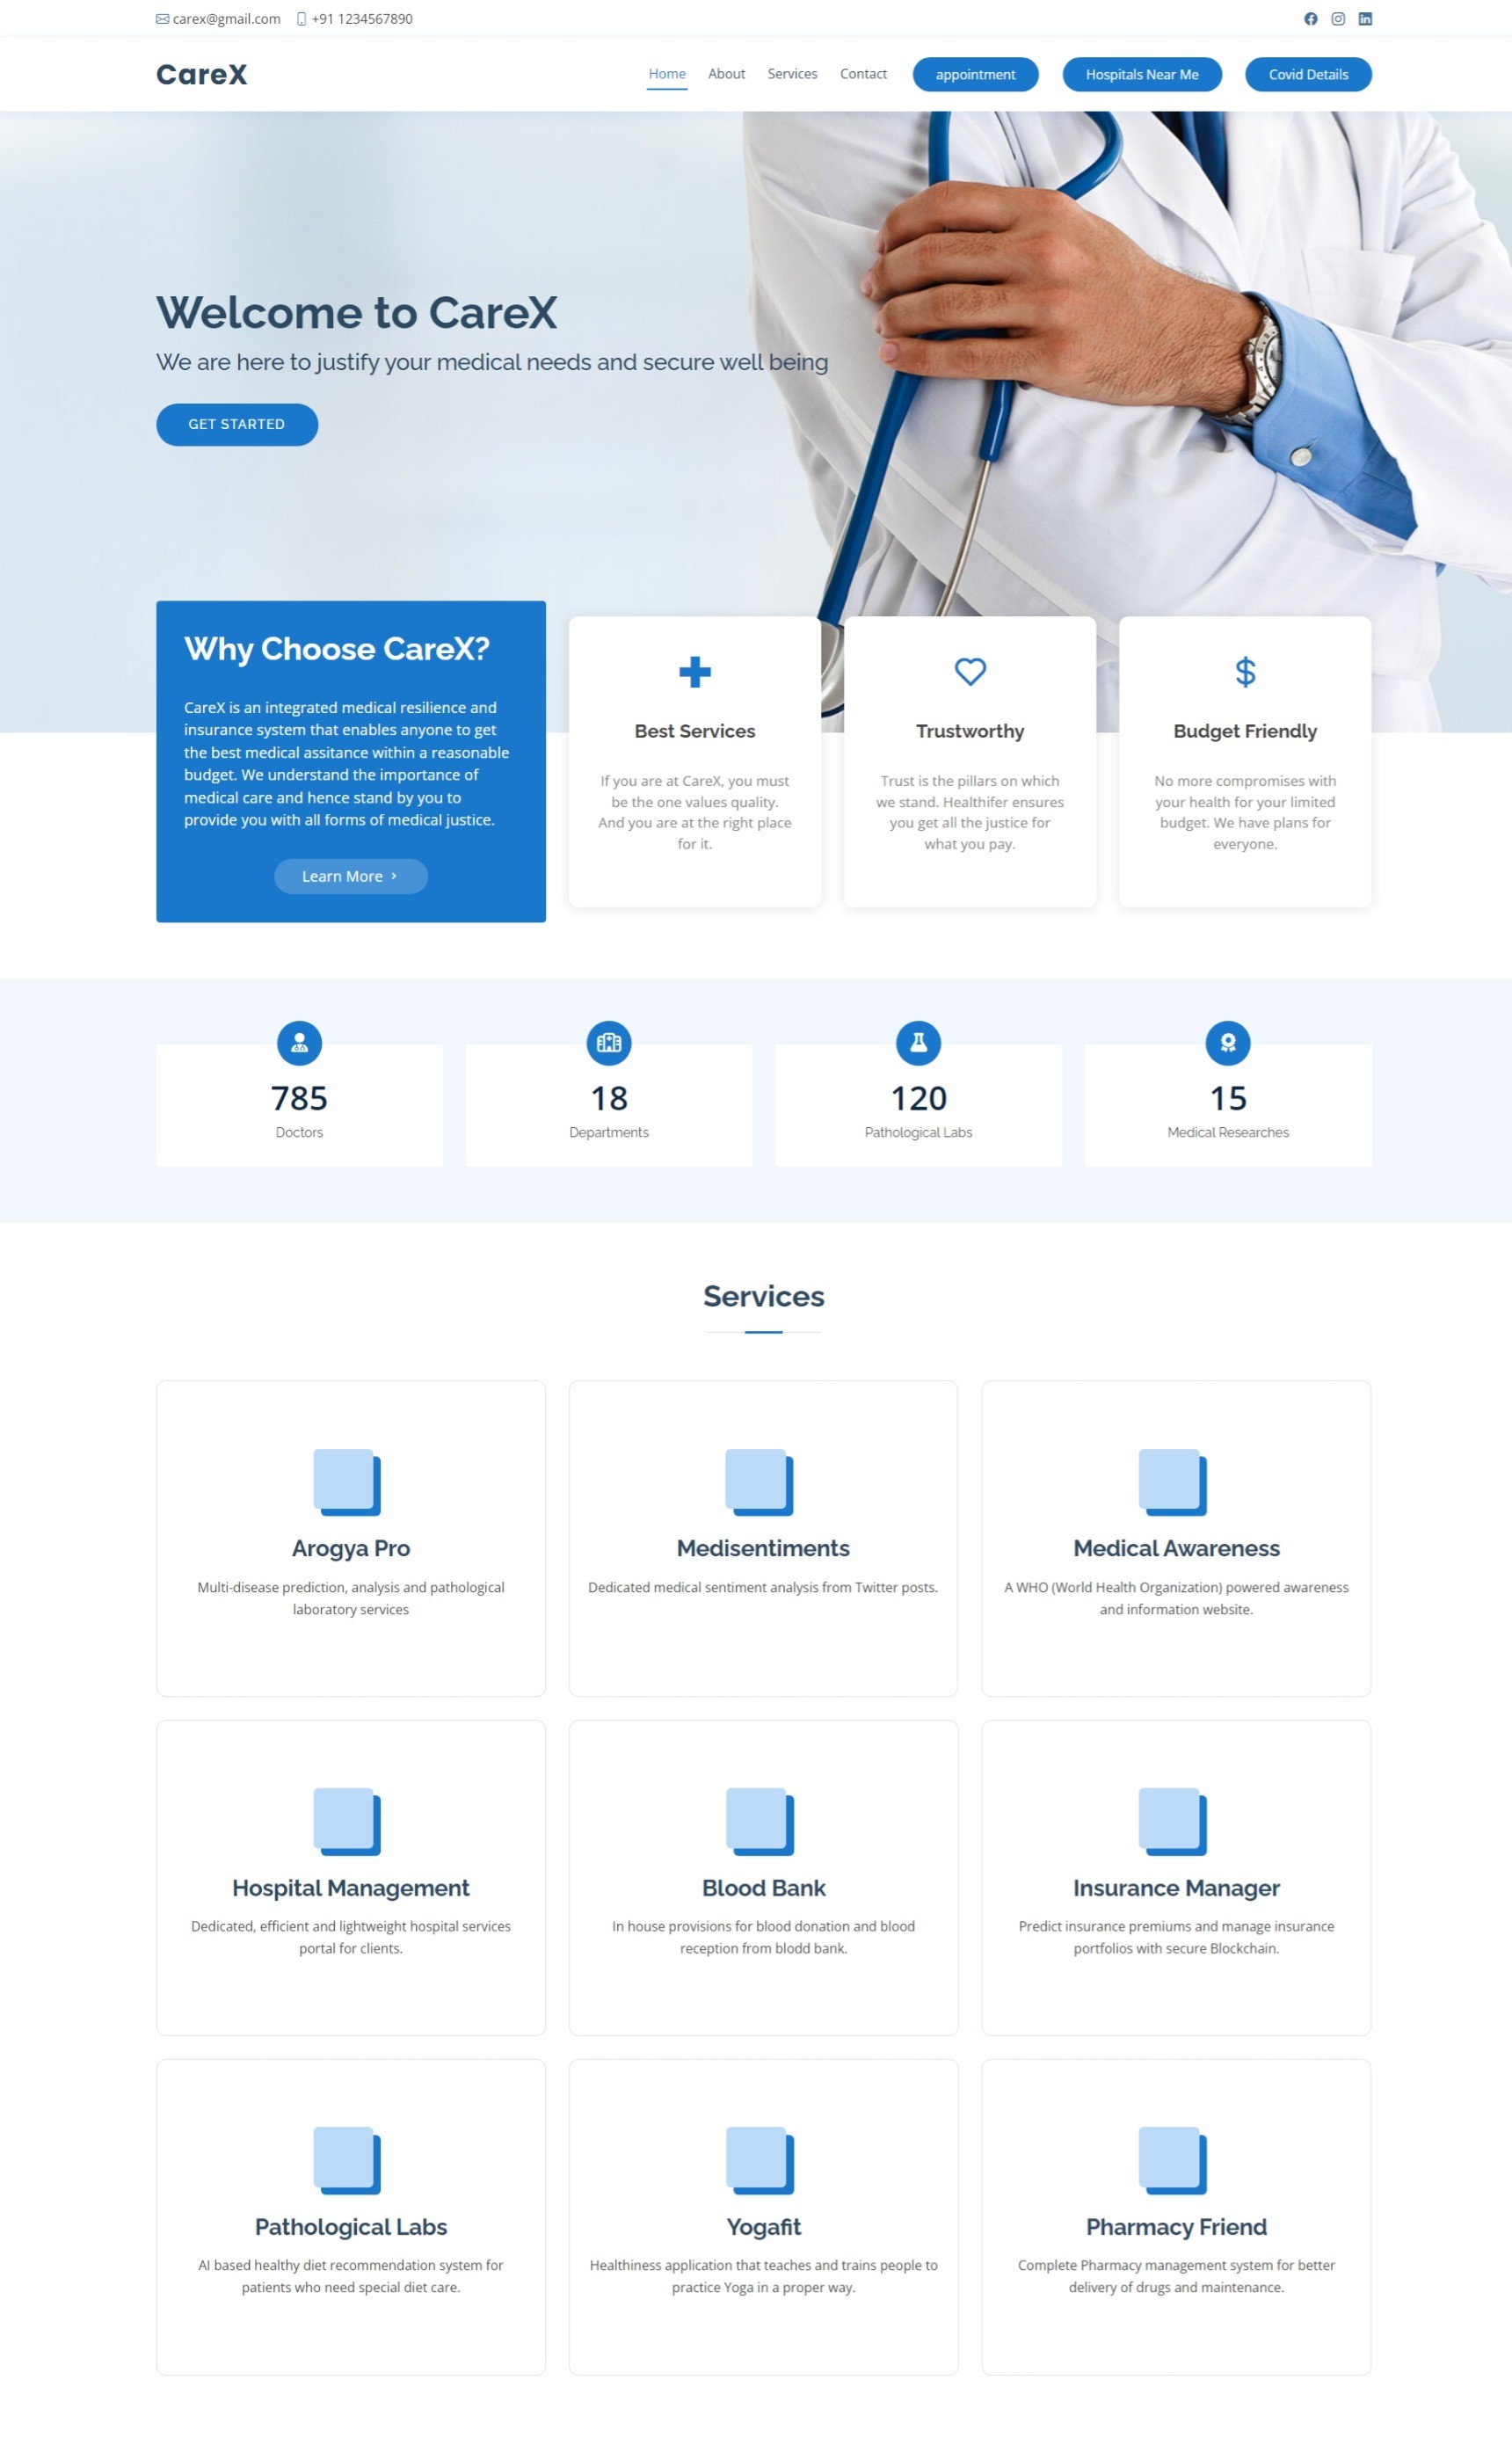 carex@gmail.com +91 1234567890
CareX
Home About Services Contact appointment Hospitals Near Me Covid Details
Welcome to CareX
We are here to justify your medical needs and secure well being
GET STARTED
Why Choose CareX?
CareX is an integrated medical resilience and
insurance system that enables anyone to get
the best medical assitance within a reasonable
budget. We understand the importance of
medical care and hence stand by you to
provide you with all forms of medical justice.
Learn More
Best Services
If you are at CareX, you must
be the one values quality.
And you are at the right place
for it.
Trustworthy
Trust is the pillars on which
we stand. Healthifer ensures
you get all the justice for
what you pay.
Budget Friendly
No more compromises with
your health for your limited
budget. We have plans for
everyone.
785
Doctors
18
Departments
120
Pathological Labs
15
Medical Researches
Services
Arogya Pro
Multi-disease prediction, analysis and pathological
laboratory services
Medisentiments
Dedicated medical sentiment analysis from Twitter posts.
Medical Awareness
A WHO (World Health Organization) powered awareness
and information website.
Hospital Management
Dedicated, efficient and lightweight hospital services
portal for clients.
Blood Bank
In house provisions for blood donation and blood
reception from blodd bank.
Insurance Manager
Predict insurance premiums and manage insurance
portfolios with secure Blockchain.
Pathological Labs
AI based healthy diet recommendation system for
patients who need special diet care.
Yogafit
Healthiness application that teaches and trains people to
practice Yoga in a proper way.
Pharmacy Friend
Complete Pharmacy management system for better
delivery of drugs and maintenance.